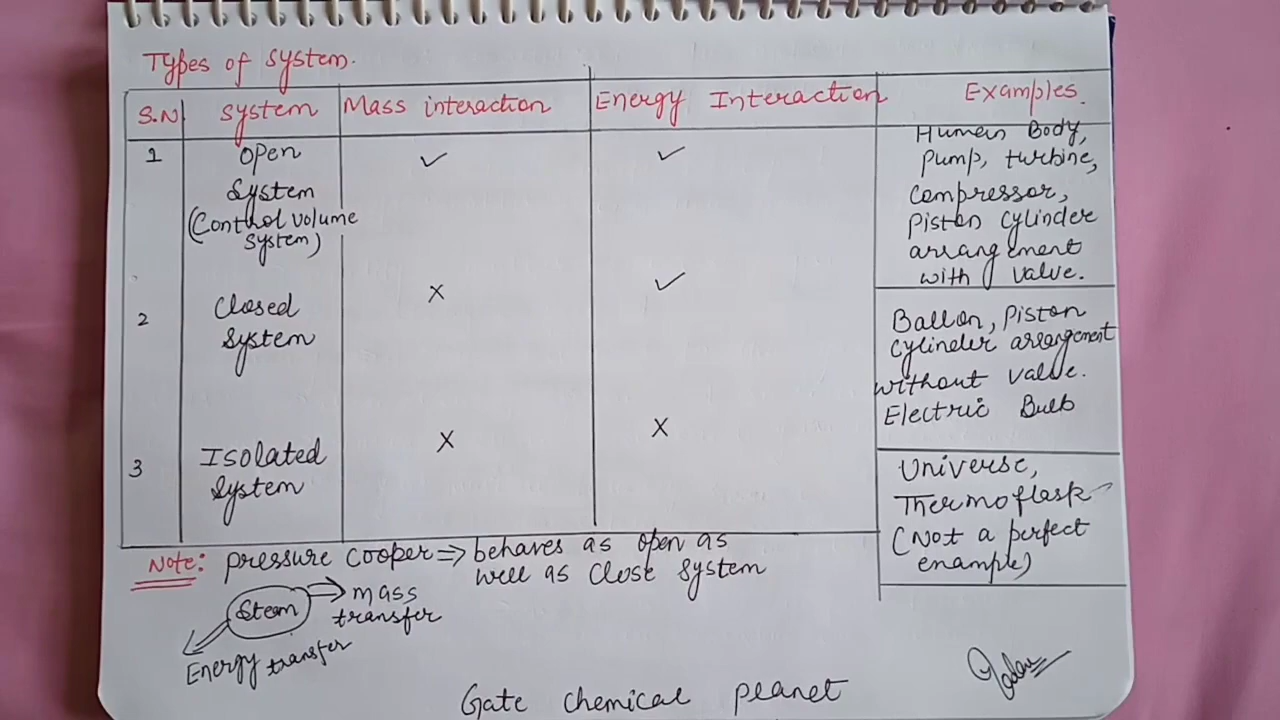 Types of system.
S.N System Mass interaction Energy Interaction Examples.
1 Open System (Control volume System) ✓ ✓
Human Body,
Pump, turbine,
Compressor,
Piston Cylinder
arrangement
with valve.
2 Closed System × ✓
Ballon, Piston
Cylinder arrangement
without valve.
Electric Bulb
3 Isolated System × ×
Universe,
Thermoflask
(Not a perfect
enample)
Note: pressure cooper ⇒ behaves as open as
well as close system
Steam ⇒ mass
transfer
Energy transfer
Gate chemical peanet